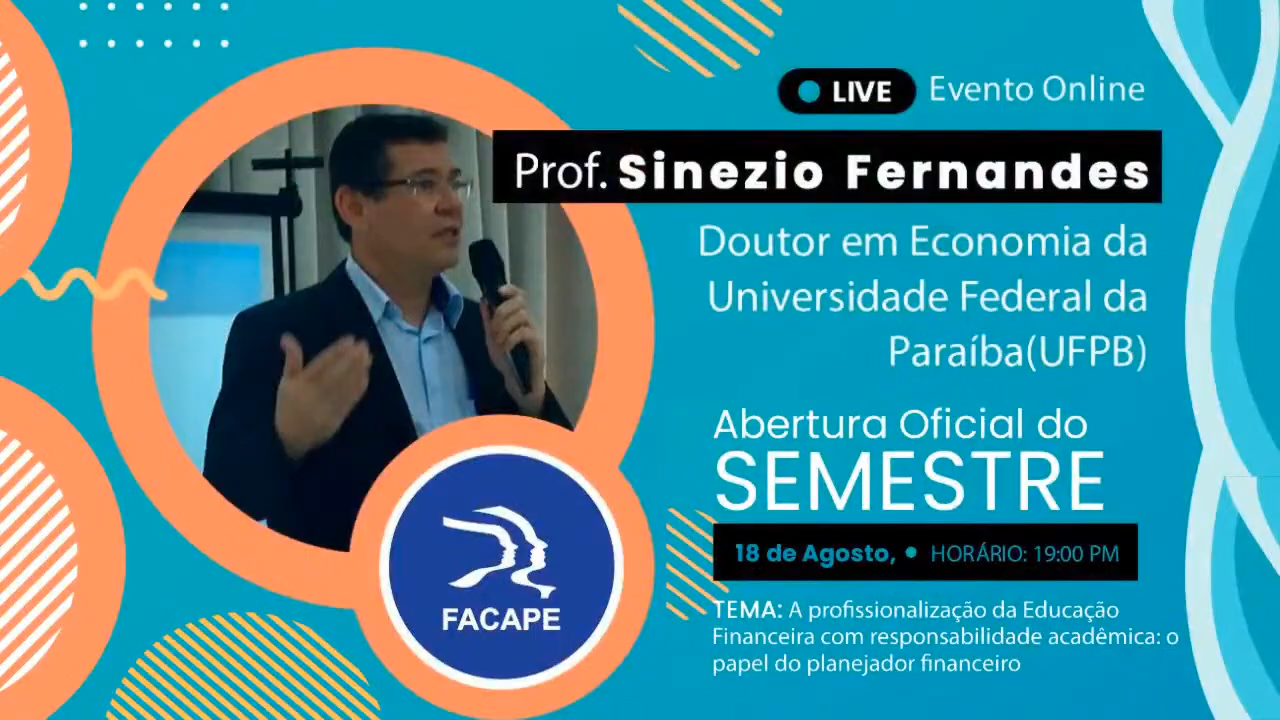 LIVE Evento Online
Prof. Sinezio Fernandes
Doutor em Economia da
Universidade Federal da
Paraíba(UFPB)
Abertura Oficial do
SEMESTRE
18 de Agosto, • HORÁRIO: 19:00 PM
TEMA: A profissionalização da Educação
Financeira com responsabilidade acadêmica: o
papel do planejador financeiro
FACAPE